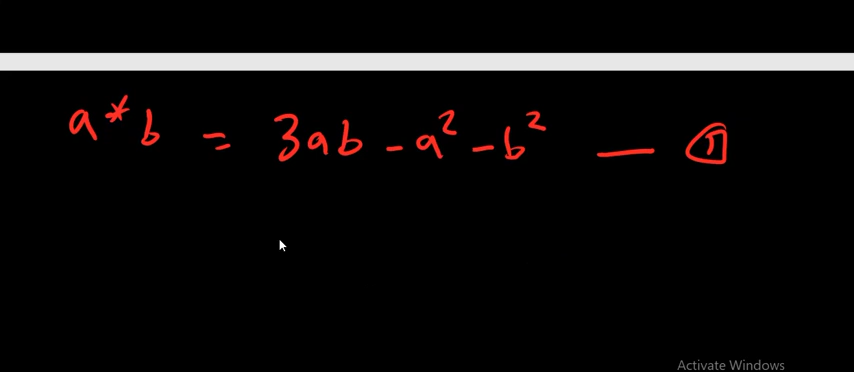 a * b = 3ab - a² - b² — ①
Activate Windows